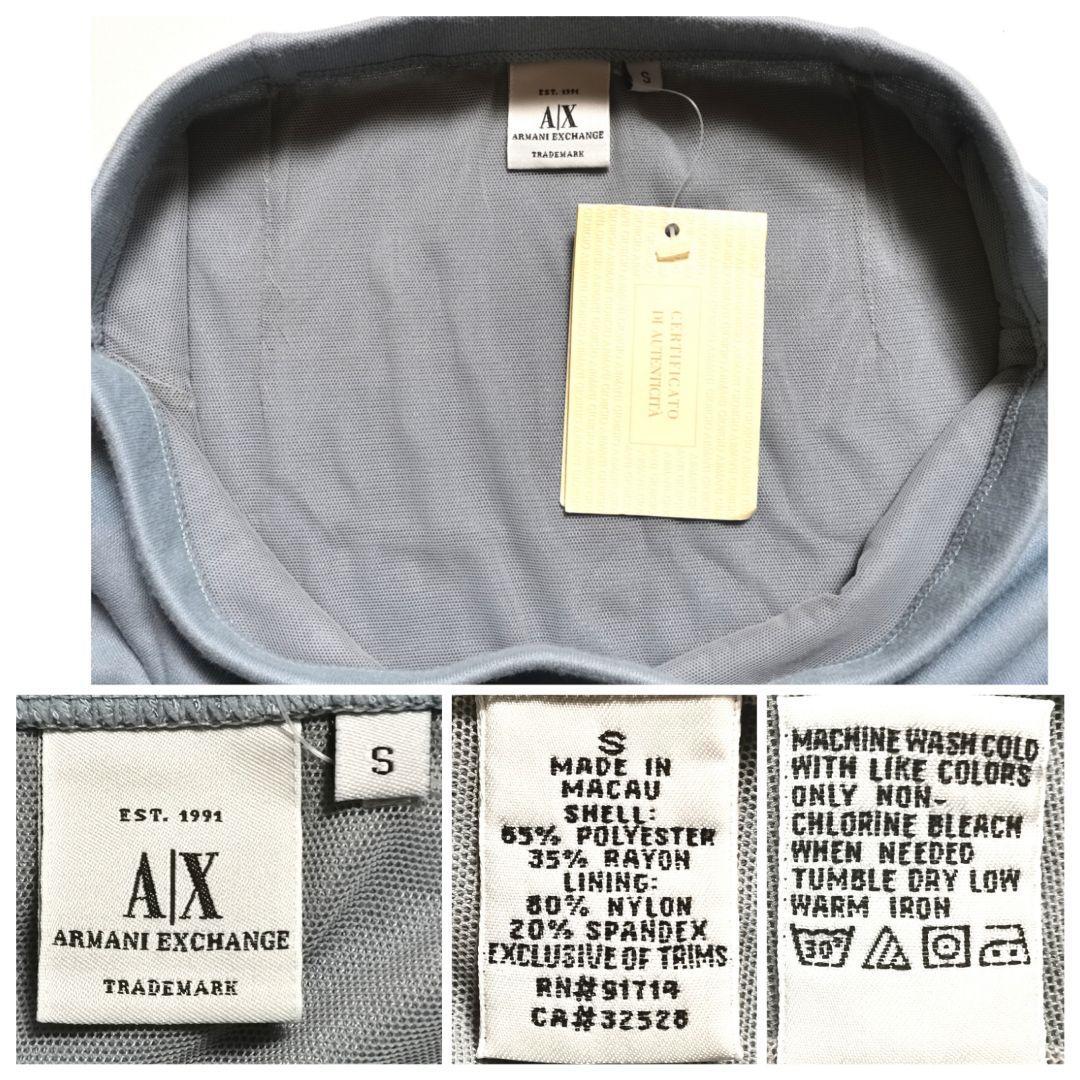 EST. 1991
A|X
ARMANI EXCHANGE
TRADEMARK
S
CERTIFICATO
DI AUTENTICITÀ
EST. 1991
A|X
ARMANI EXCHANGE
TRADEMARK
S
S
MADE IN
MACAU
SHELL:
65% POLYESTER
35% RAYON
LINING:
80% NYLON
20% SPANDEX
EXCLUSIVE OF TRIMS
RN#91714
CA#32528
MACHINE WASH COLD
WITH LIKE COLORS
ONLY NON-
CHLORINE BLEACH
WHEN NEEDED
TUMBLE DRY LOW
WARM IRON
30°